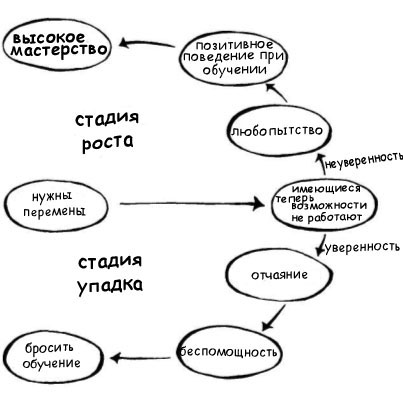 высокое
мастерство
позитивное
поведение при
обучении
стадия
роста
любопытство
неуверенность
нужны
перемены
имеющиеся
теперь
возможности
не работают
уверенность
стадия
упадка
отчаяние
беспомощность
бросить
обучение